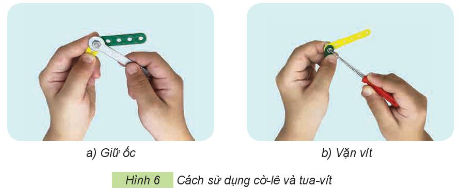 a) Giữ ốc
b) Vặn vít
Hình 6 Cách sử dụng cờ-lê và tua-vít